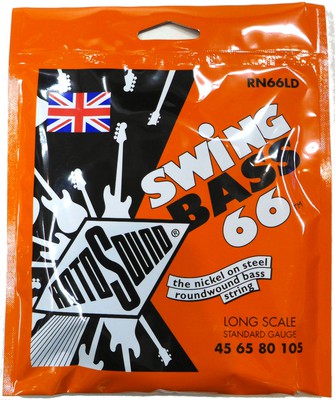 RN66LD
SWING
BASS
66™
ROTOSOUND®
the nickel on steel
roundwound bass
string
LONG SCALE
STANDARD GAUGE
45 65 80 105